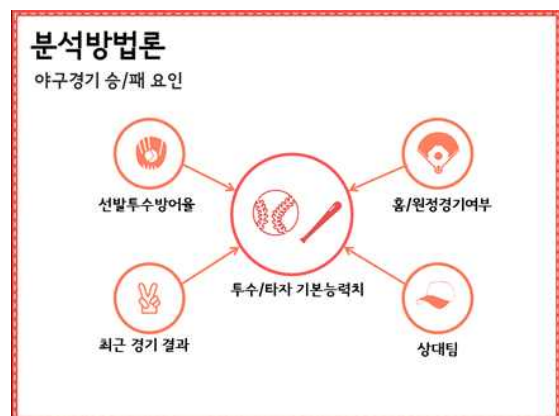 분석방법론
야구경기 승/패 요인
선발투수방어율
홈/원정경기여부
투수/타자 기본능력치
최근 경기 결과
상대팀